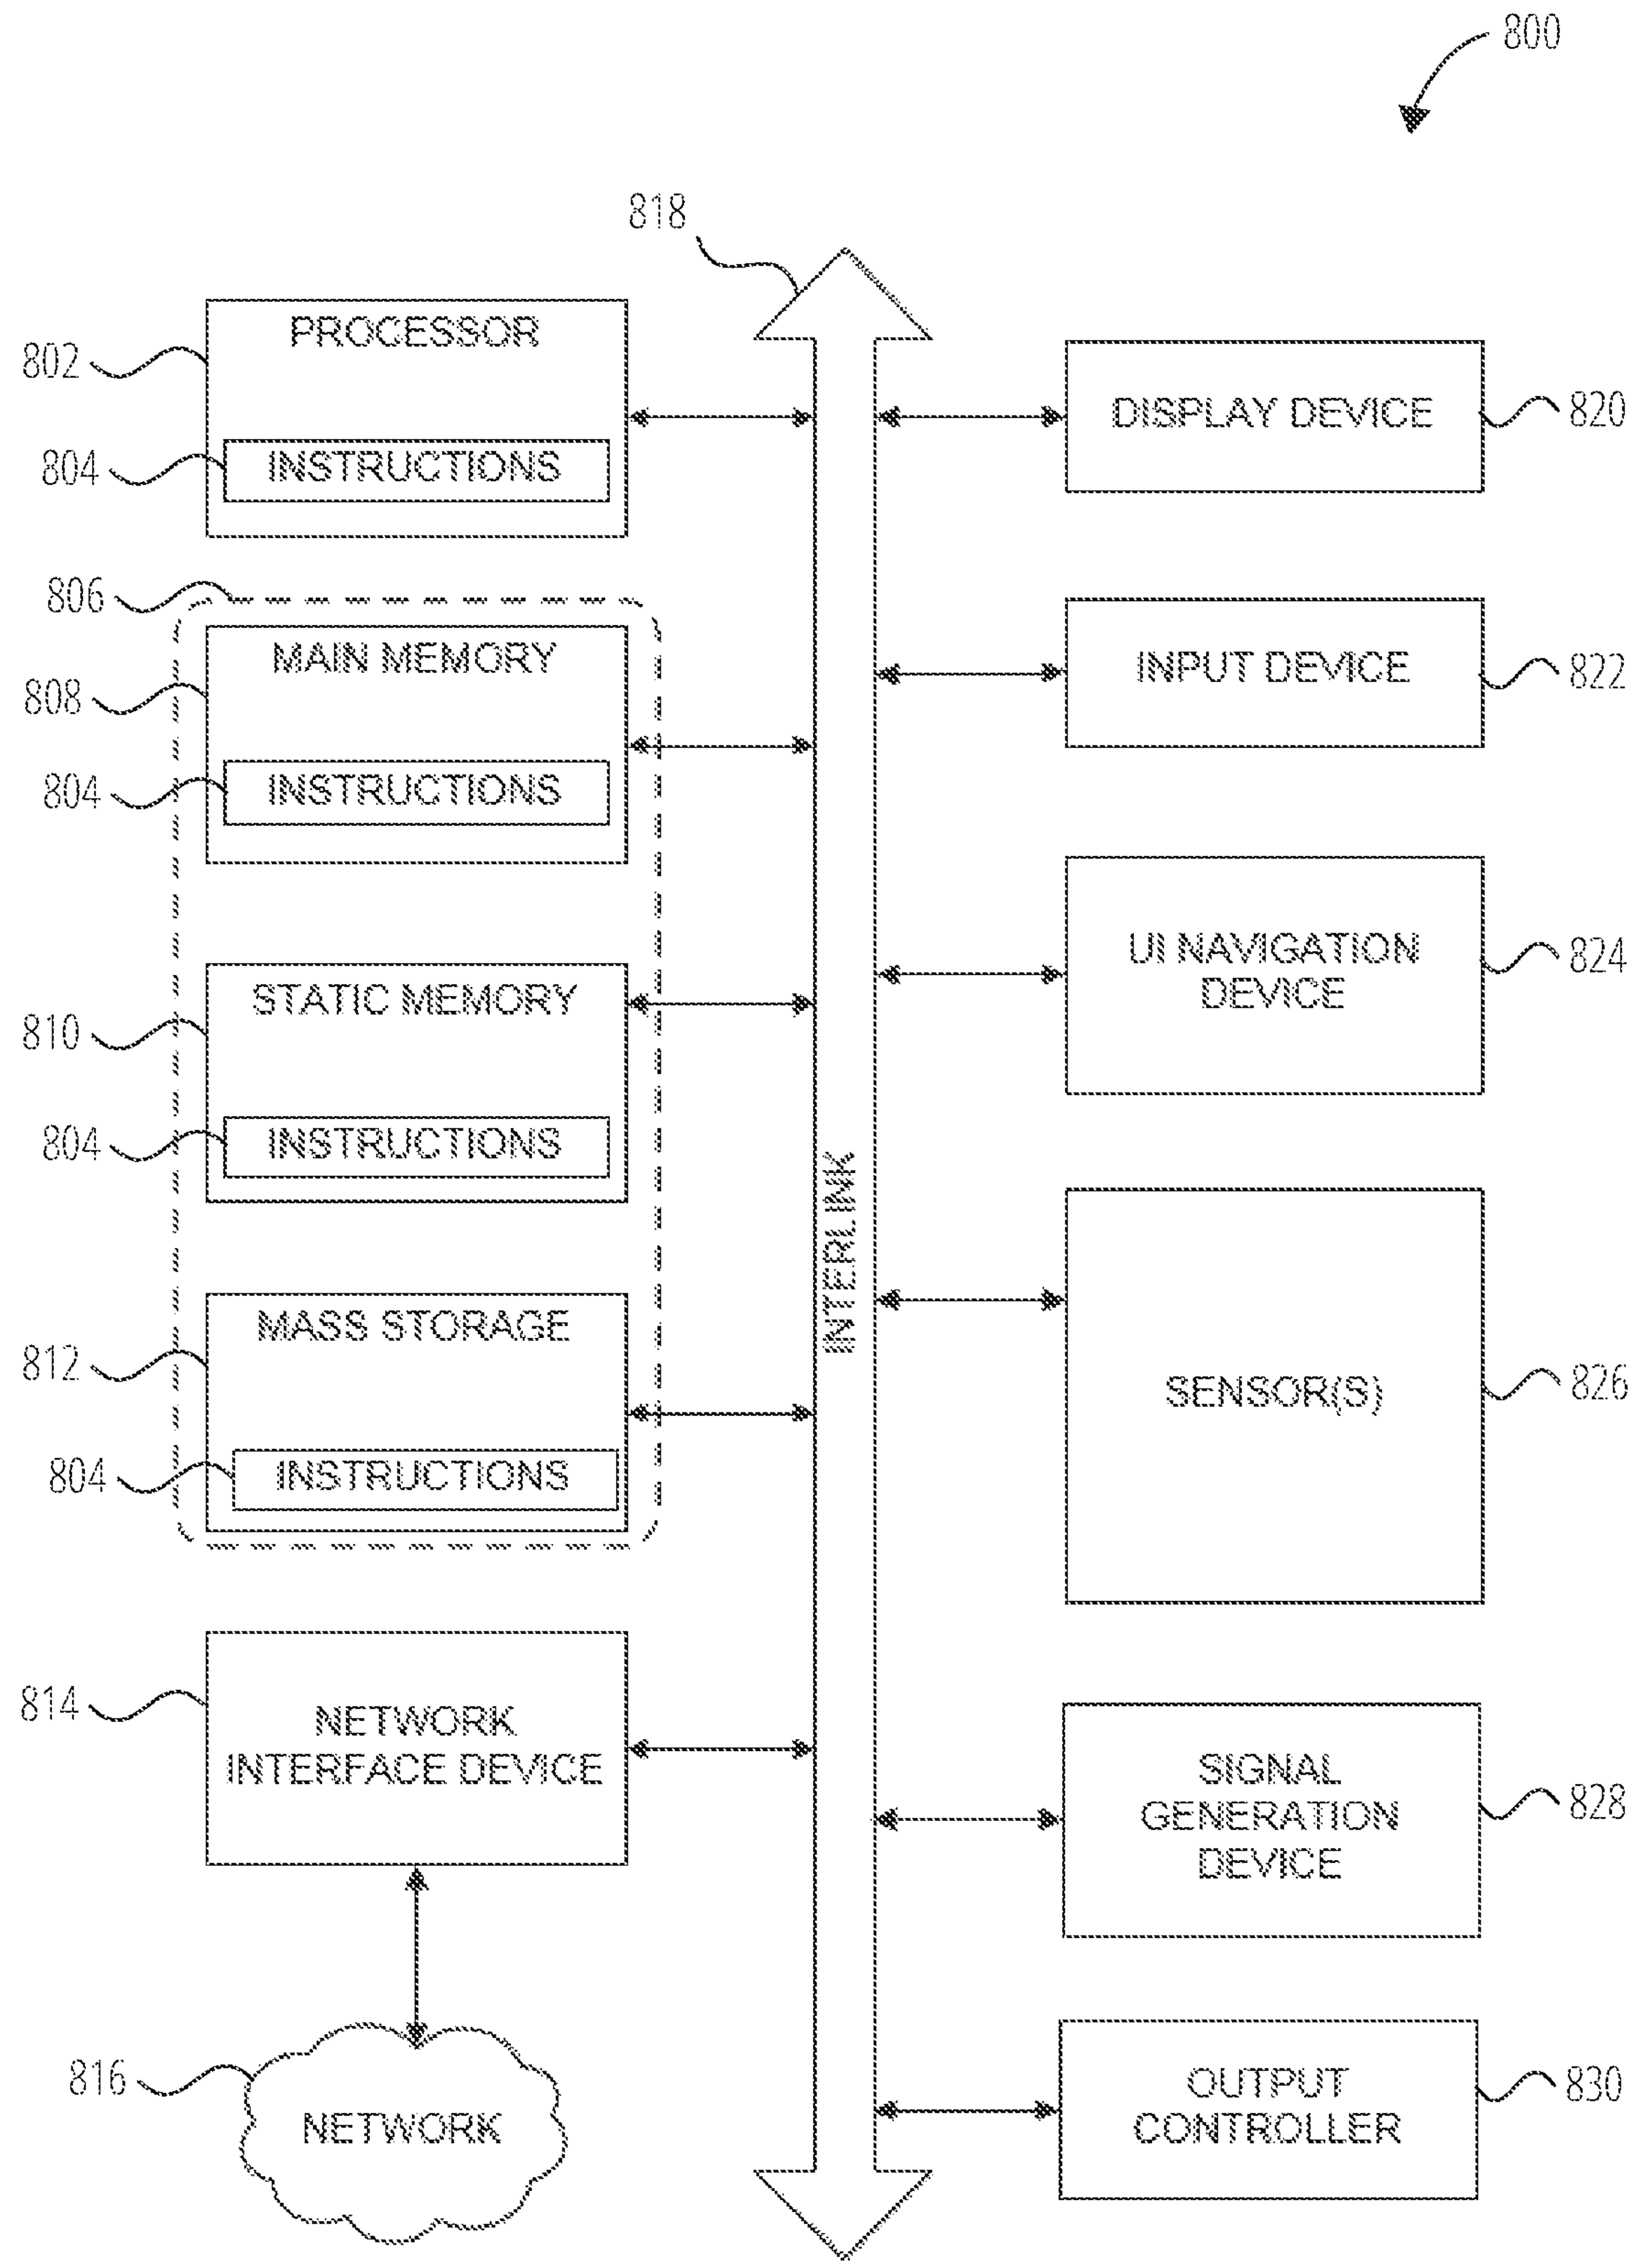 800
818
802
PROCESSOR
804
INSTRUCTIONS
806
808
MAIN MEMORY
804
INSTRUCTIONS
810
STATIC MEMORY
804
INSTRUCTIONS
812
MASS STORAGE
804
INSTRUCTIONS
814
NETWORK
INTERFACE DEVICE
816
NETWORK
INTERLINK
DISPLAY DEVICE
820
INPUT DEVICE
822
UI NAVIGATION
DEVICE
824
SENSOR(S)
826
SIGNAL
GENERATION
DEVICE
828
OUTPUT
CONTROLLER
830